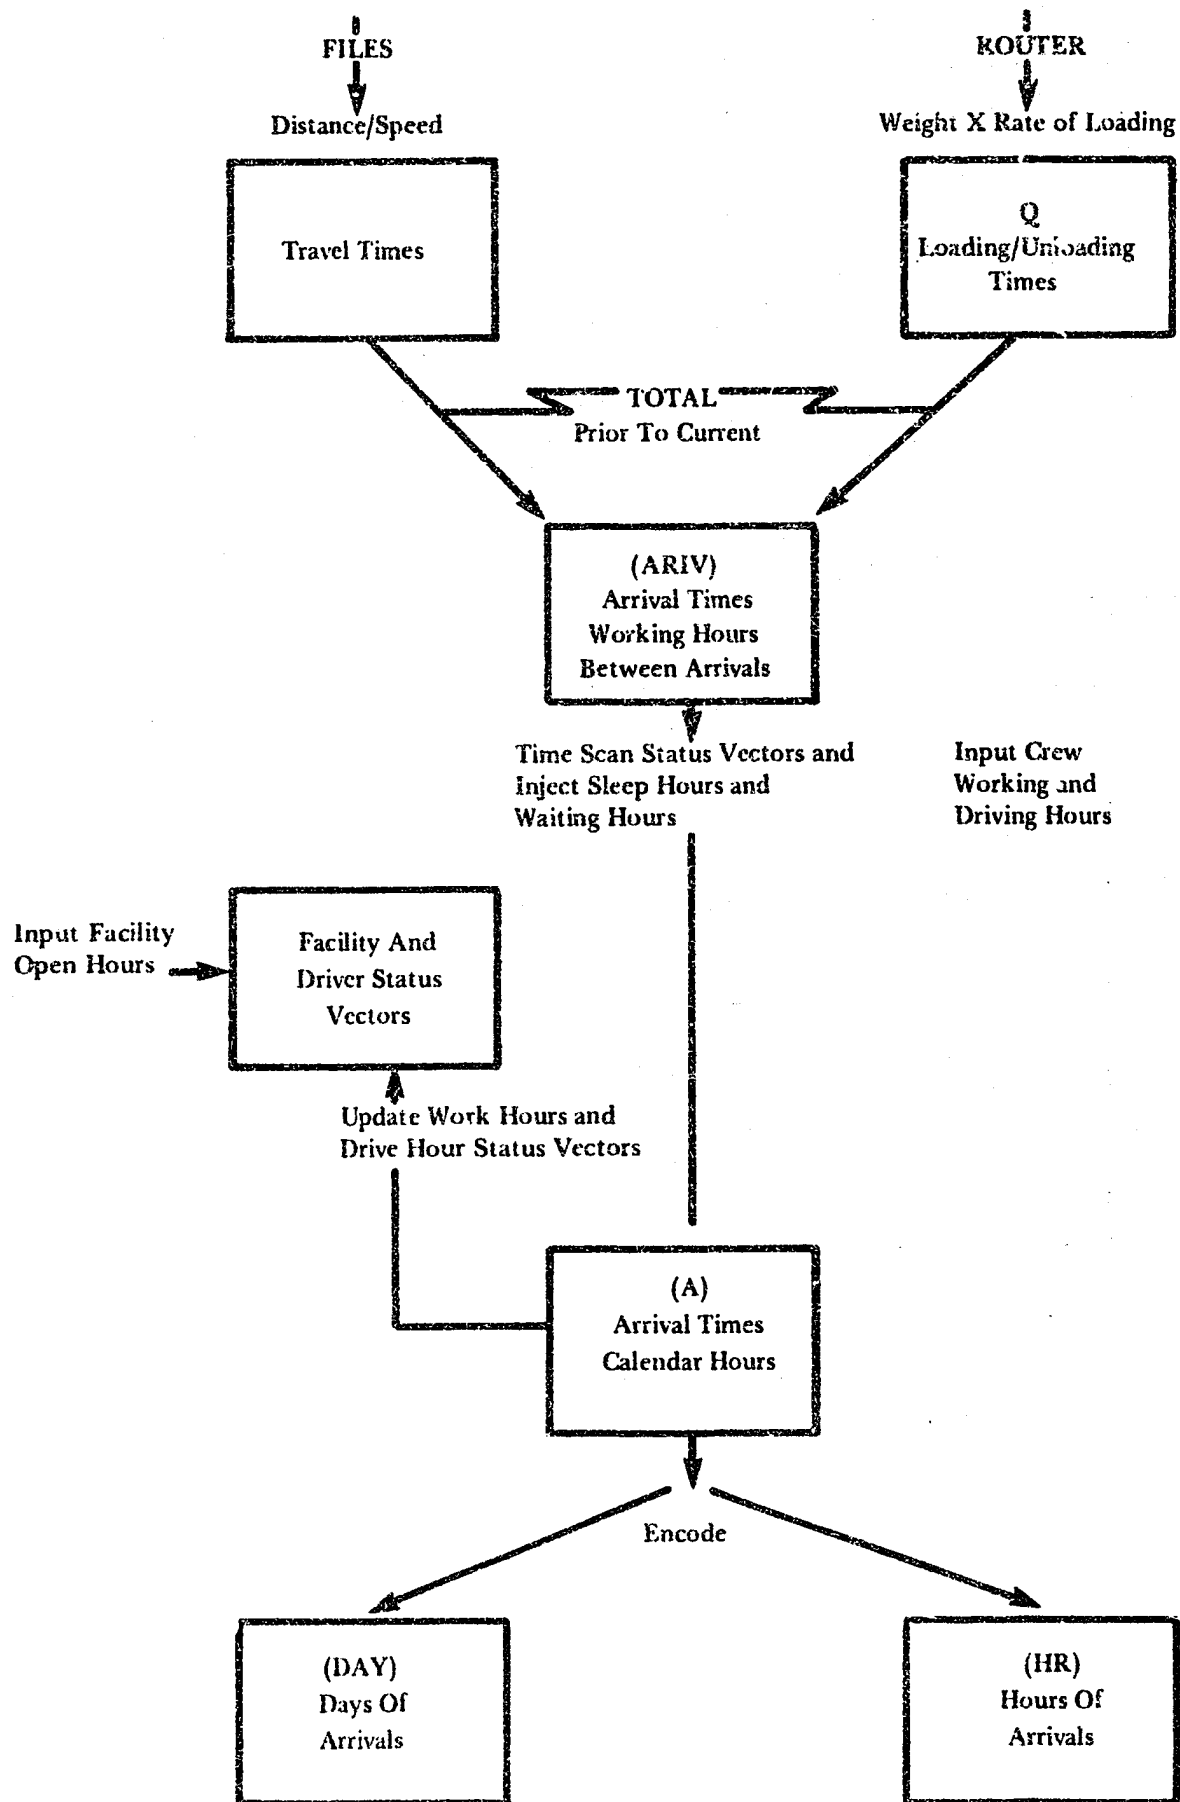 FILES
ROUTER
Distance/Speed
Weight X Rate of Loading
Travel Times
Q
Loading/Unloading
Times
TOTAL
Prior To Current
(ARIV)
Arrival Times
Working Hours
Between Arrivals
Time Scan Status Vectors and
Inject Sleep Hours and
Waiting Hours
Input Crew
Working and
Driving Hours
Input Facility
Open Hours
Facility And
Driver Status
Vectors
Update Work Hours and
Drive Hour Status Vectors
(A)
Arrival Times
Calendar Hours
Encode
(DAY)
Days Of
Arrivals
(HR)
Hours Of
Arrivals